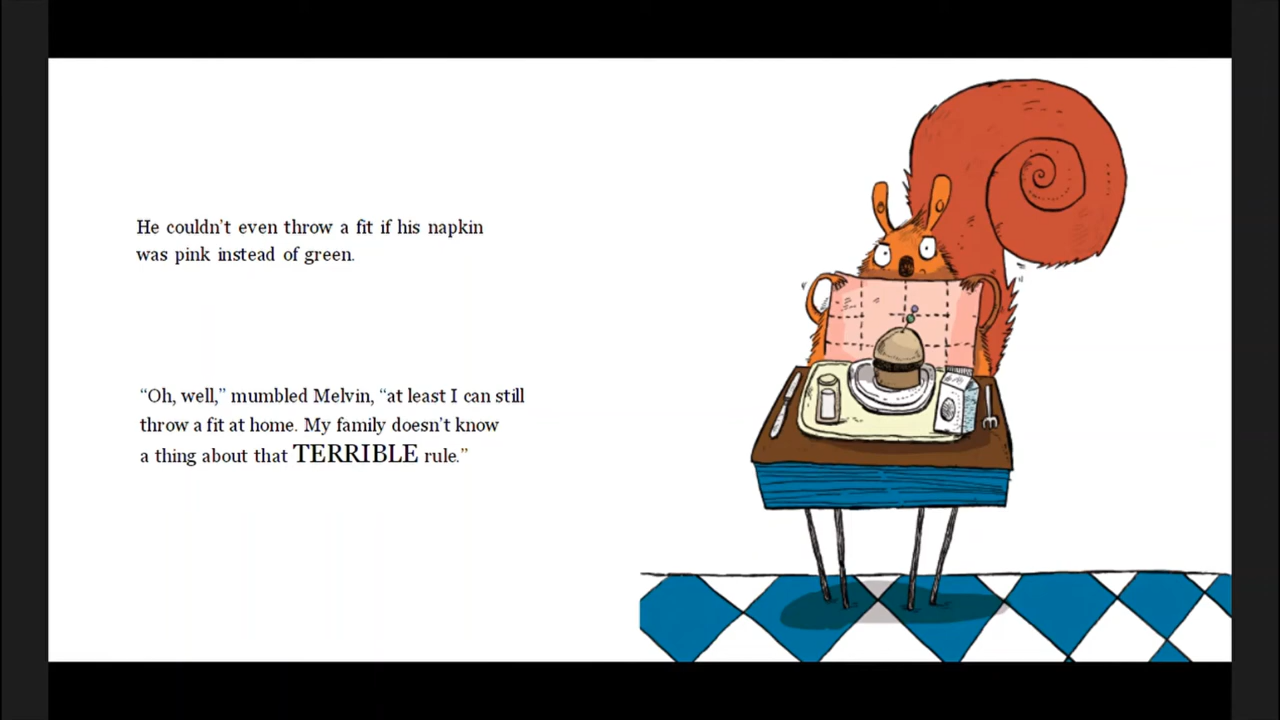 He couldn’t even throw a fit if his napkin
was pink instead of green.
“Oh, well,” mumbled Melvin, “at least I can still
throw a fit at home. My family doesn’t know
a thing about that TERRIBLE rule.”